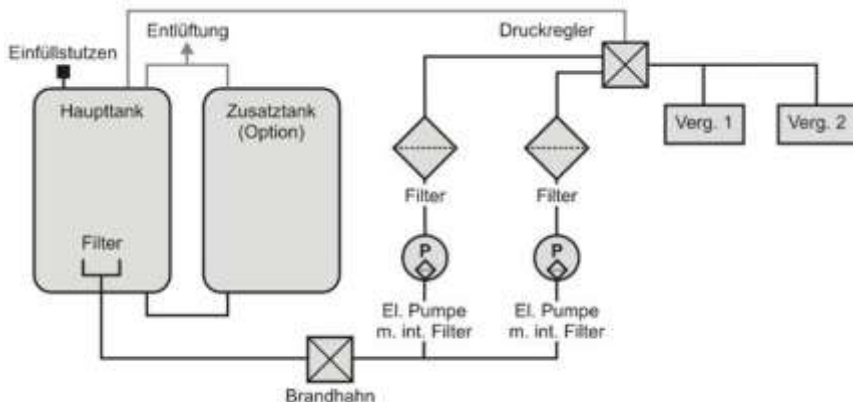 Entlüftung
Druckregler
Einfüllstutzen
Haupttank
Zusatztank
(Option)
Verg. 1
Verg. 2
Filter
Filter
Filter
P
P
El. Pumpe
m. int. Filter
El. Pumpe
m. int. Filter
Brandhahn